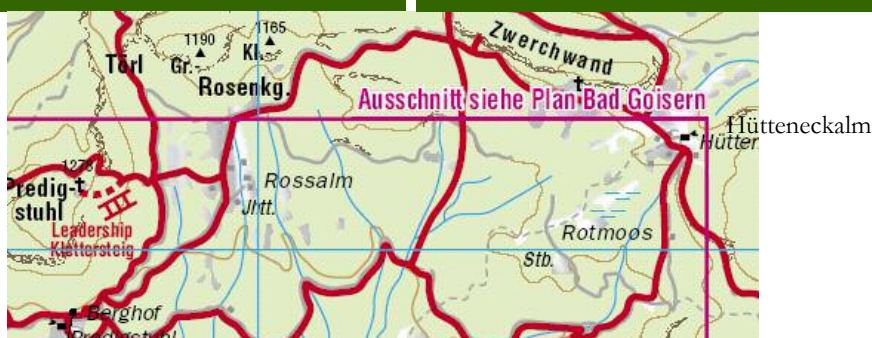 1165
1190
Zwerchwand
Kl.
Törl
Gr.
Rosenkg.
Ausschnitt siehe Plan Bad Goisern
Hütteneckalm
Hütter
1278
Predig-
stuhl
Rossalm
Jhtt.
Leadership
Klettersteig
Rotmoos
Stb.
Berghof
Predigstuhl